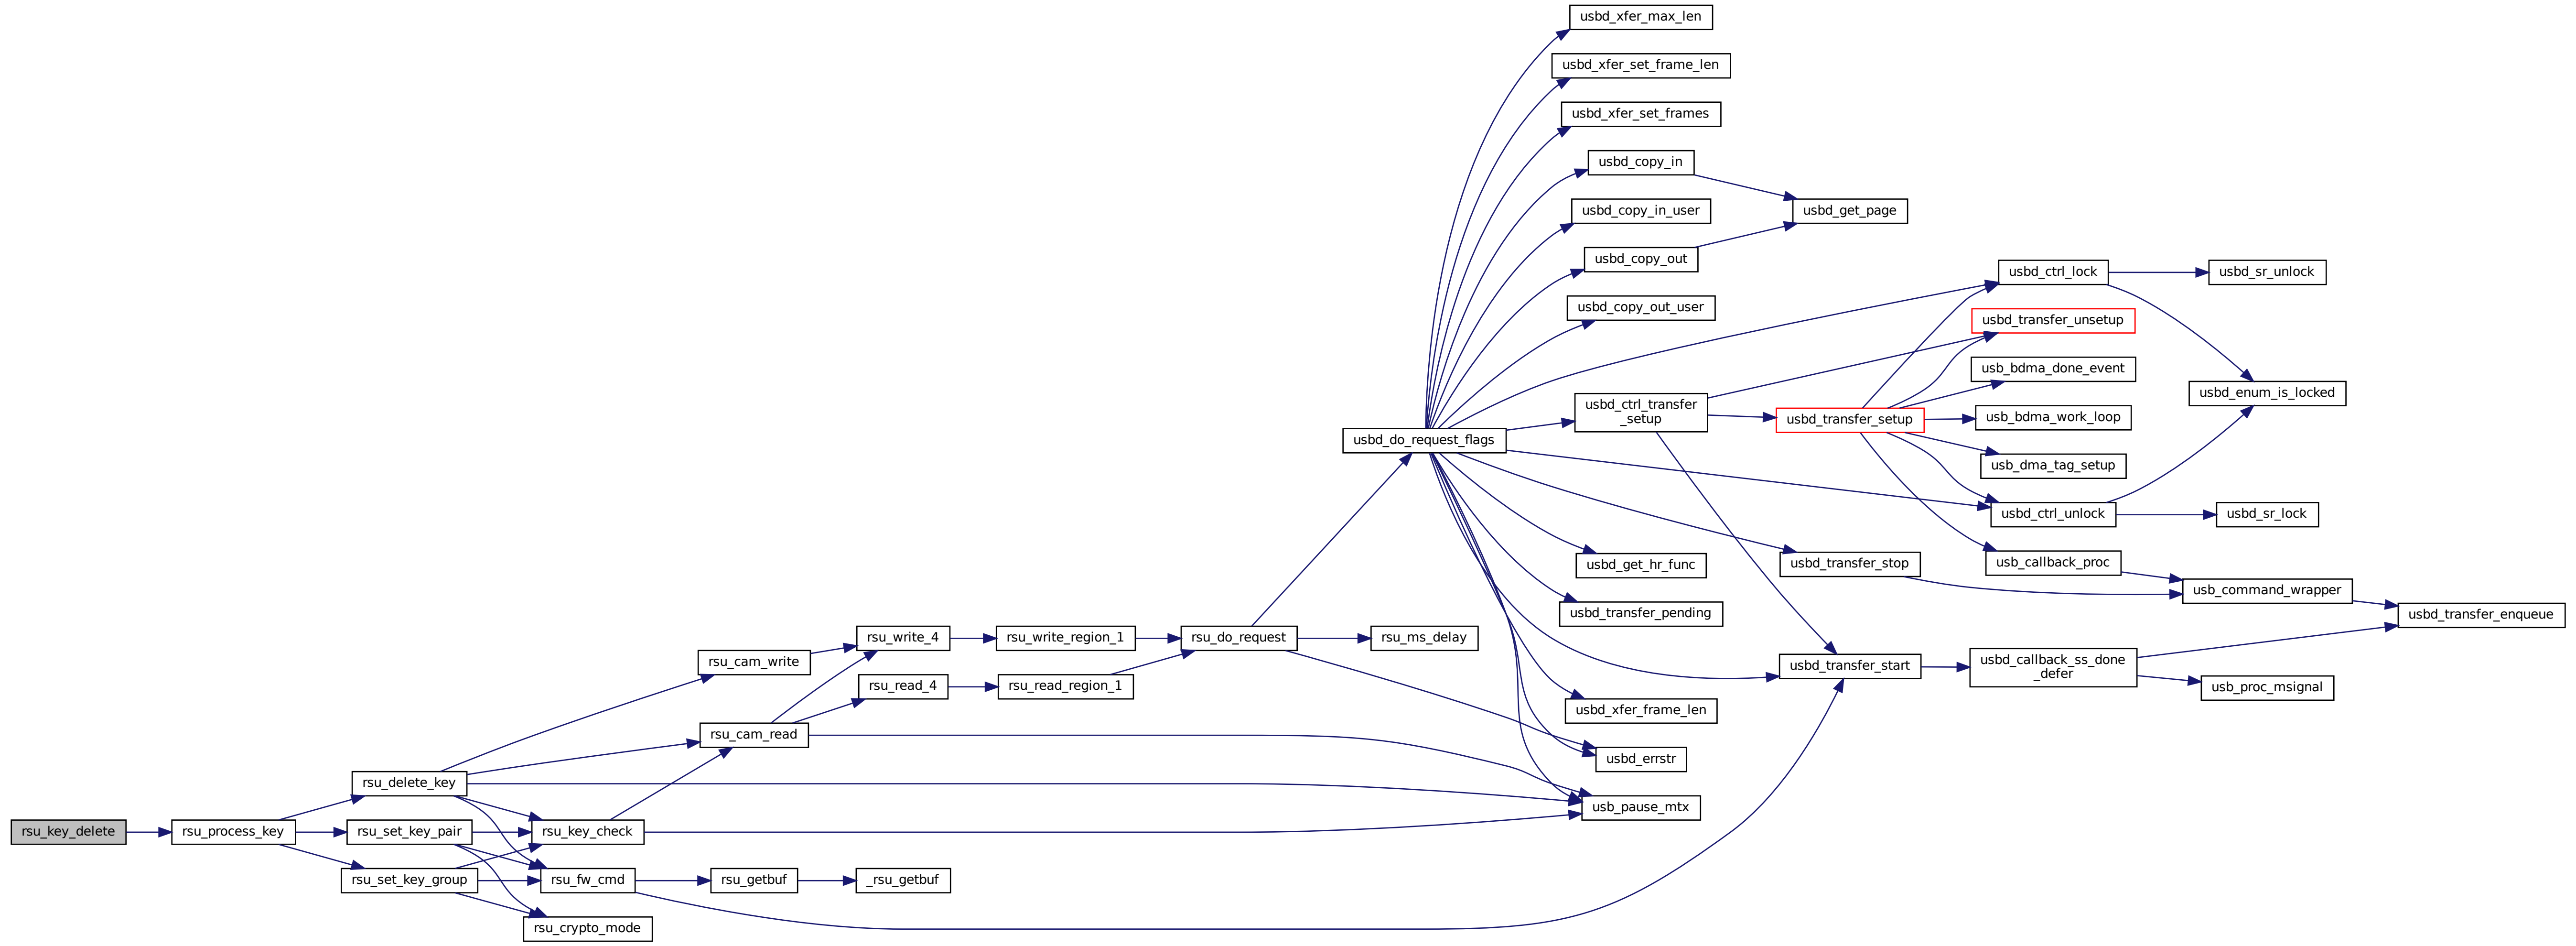 usbd_xfer_max_len
usbd_xfer_set_frame_len
usbd_xfer_set_frames
usbd_copy_in
usbd_copy_in_user
usbd_get_page
usbd_copy_out
usbd_ctrl_lock
usbd_sr_unlock
usbd_copy_out_user
usbd_transfer_unsetup
usb_bdma_done_event
usbd_enum_is_locked
usbd_ctrl_transfer
_setup
usbd_transfer_setup
usb_bdma_work_loop
usbd_do_request_flags
usb_dma_tag_setup
usbd_ctrl_unlock
usbd_sr_lock
usbd_get_hr_func
usbd_transfer_stop
usb_callback_proc
usb_command_wrapper
usbd_transfer_pending
usbd_transfer_enqueue
rsu_write_4
rsu_write_region_1
rsu_do_request
rsu_ms_delay
rsu_cam_write
usbd_transfer_start
usbd_callback_ss_done
_defer
rsu_read_4
rsu_read_region_1
usb_proc_msignal
usbd_xfer_frame_len
rsu_cam_read
usbd_errstr
rsu_delete_key
usb_pause_mtx
rsu_key_delete
rsu_process_key
rsu_set_key_pair
rsu_key_check
rsu_set_key_group
rsu_fw_cmd
rsu_getbuf
_rsu_getbuf
rsu_crypto_mode